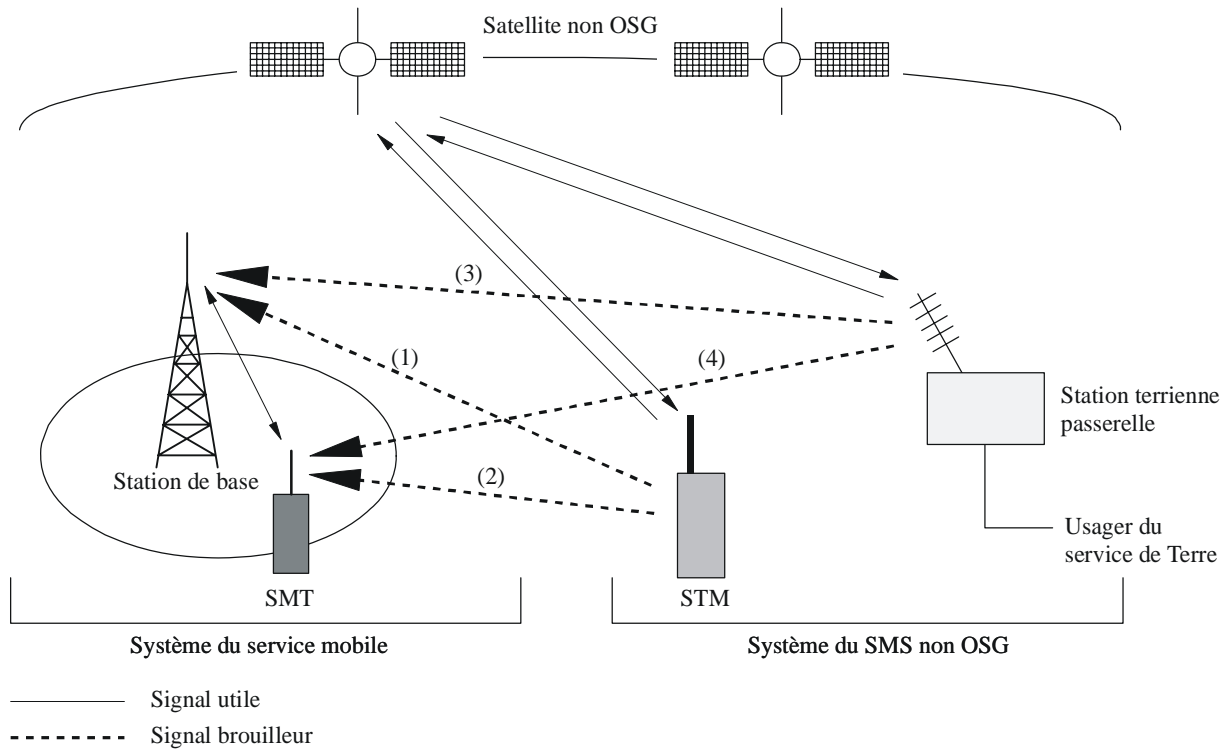 Satellite non OSG
(3)
(1)
(4)
Station terrienne
passerelle
Station de base
(2)
Usager du
service de Terre
SMT
STM
Système du service mobile
Système du SMS non OSG
Signal utile
Signal brouilleur